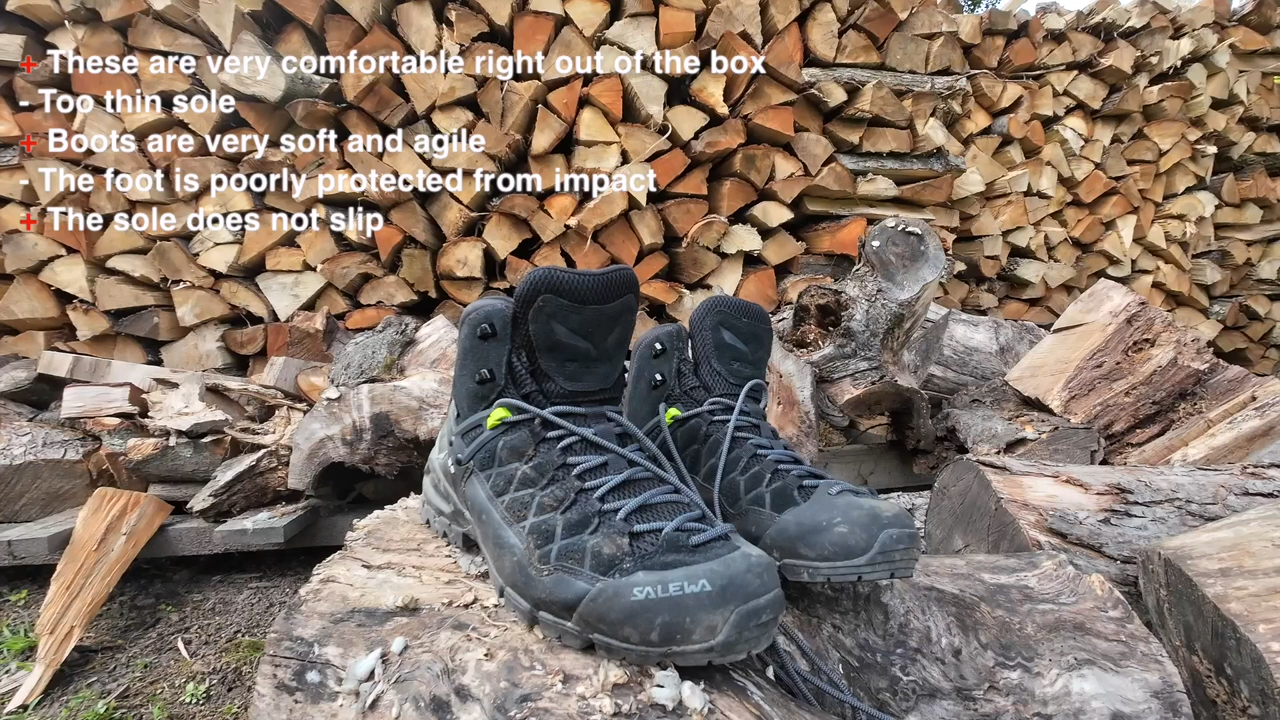 + These are very comfortable right out of the box
- Too thin sole
+ Boots are very soft and agile
- The foot is poorly protected from impact
+ The sole does not slip
SALEWA